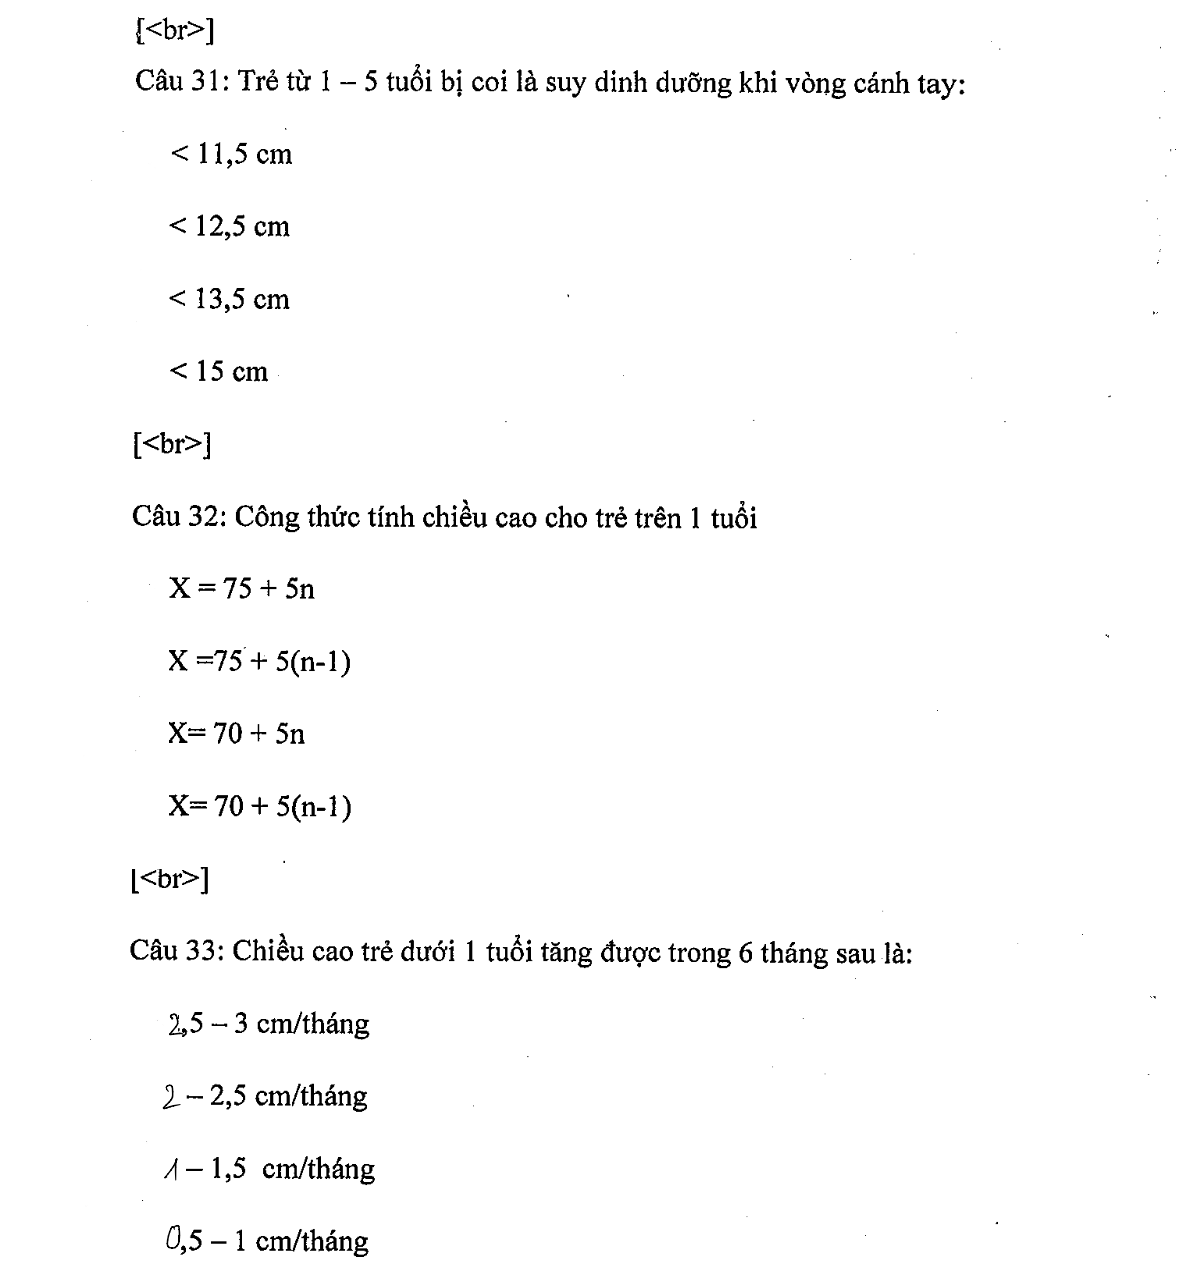 [<br>]
Câu 31: Trẻ từ 1 – 5 tuổi bị coi là suy dinh dưỡng khi vòng cánh tay:
< 11,5 cm
< 12,5 cm
< 13,5 cm
< 15 cm
[<br>]
Câu 32: Công thức tính chiều cao cho trẻ trên 1 tuổi
X = 75 + 5n
X =75 + 5(n-1)
X= 70 + 5n
X= 70 + 5(n-1)
[<br>]
Câu 33: Chiều cao trẻ dưới 1 tuổi tăng được trong 6 tháng sau là:
2,5 – 3 cm/tháng
2 – 2,5 cm/tháng
1 – 1,5 cm/tháng
0,5 – 1 cm/tháng